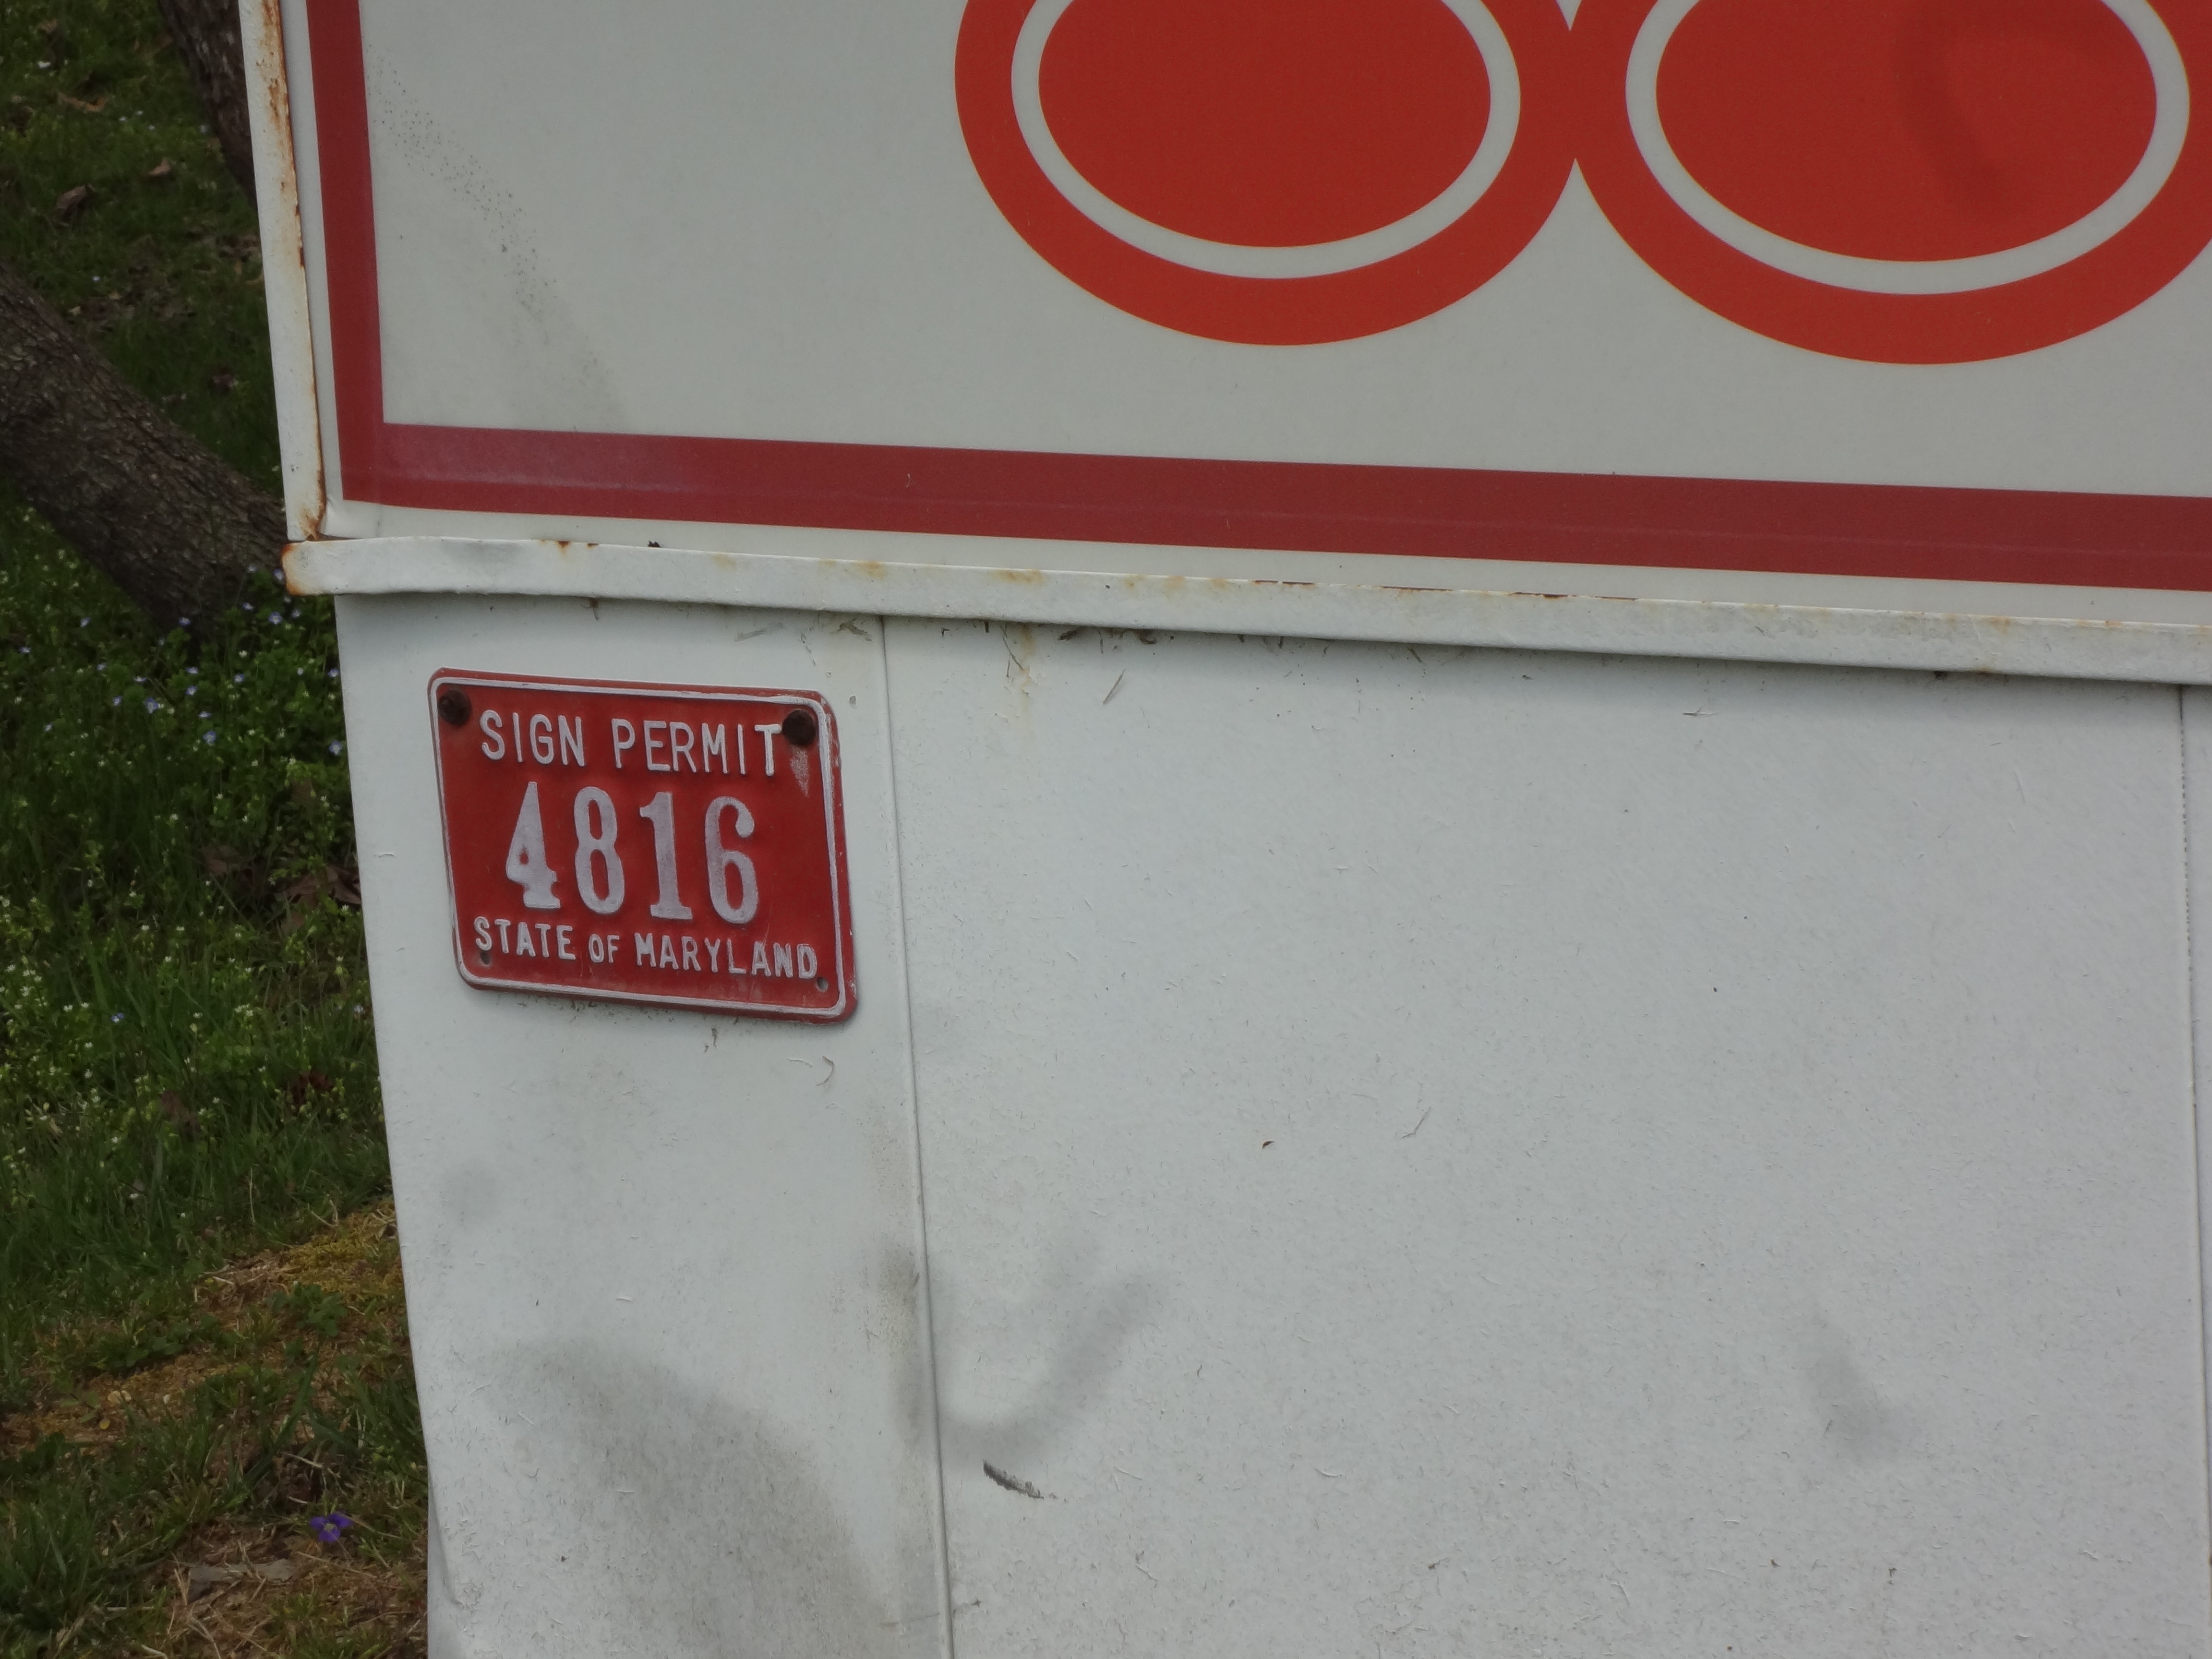 SIGN PERMIT
4816
STATE OF MARYLAND